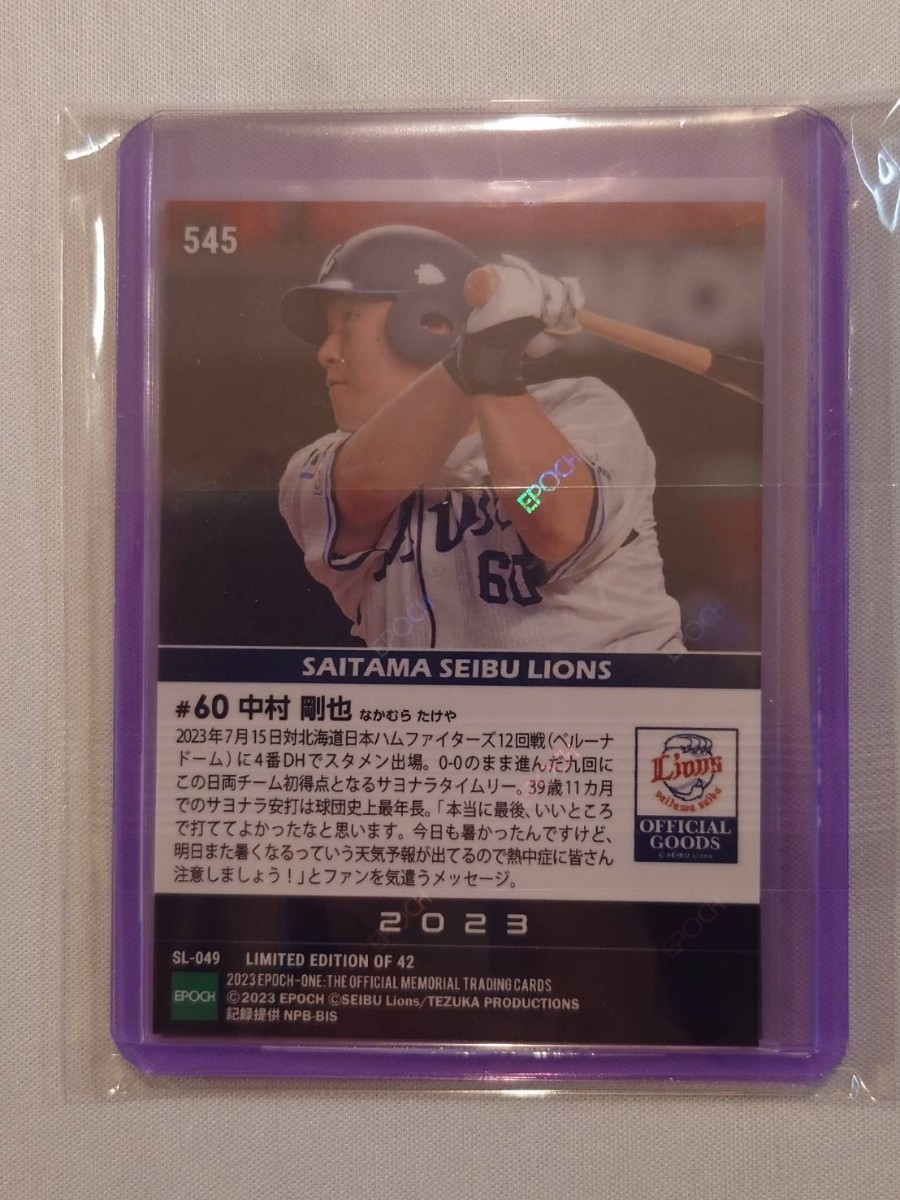 545
EPOCH
60
EPOCH
EPOCH
SAITAMA SEIBU LIONS
#60 中村 剛也 なかむら たけや
2023年7月15日対北海道日本ハムファイターズ12回戦(ベルーナ
ドーム)に4番DHでスタメン出場。0-0のまま進んだ九回に
この日両チーム初得点となるサヨナラタイムリー。39歳11カ月
でのサヨナラ安打は球団史上最年長。「本当に最後、いいところ
で打ててよかったなと思います。今日も暑かったんですけど、
明日また暑くなるっていう天気予報が出てるので熱中症に皆さん
注意しましょう！」とファンを気遣うメッセージ。
Lions
saitama seibu
OFFICIAL
GOODS
©SEIBU Lions
EPOCH
EPOCH
2023
SL-049 LIMITED EDITION OF 42
EPOCH
2023 EPOCH-ONE:THE OFFICIAL MEMORIAL TRADING CARDS
©2023 EPOCH ©SEIBU Lions/TEZUKA PRODUCTIONS
記録提供 NPB-BIS